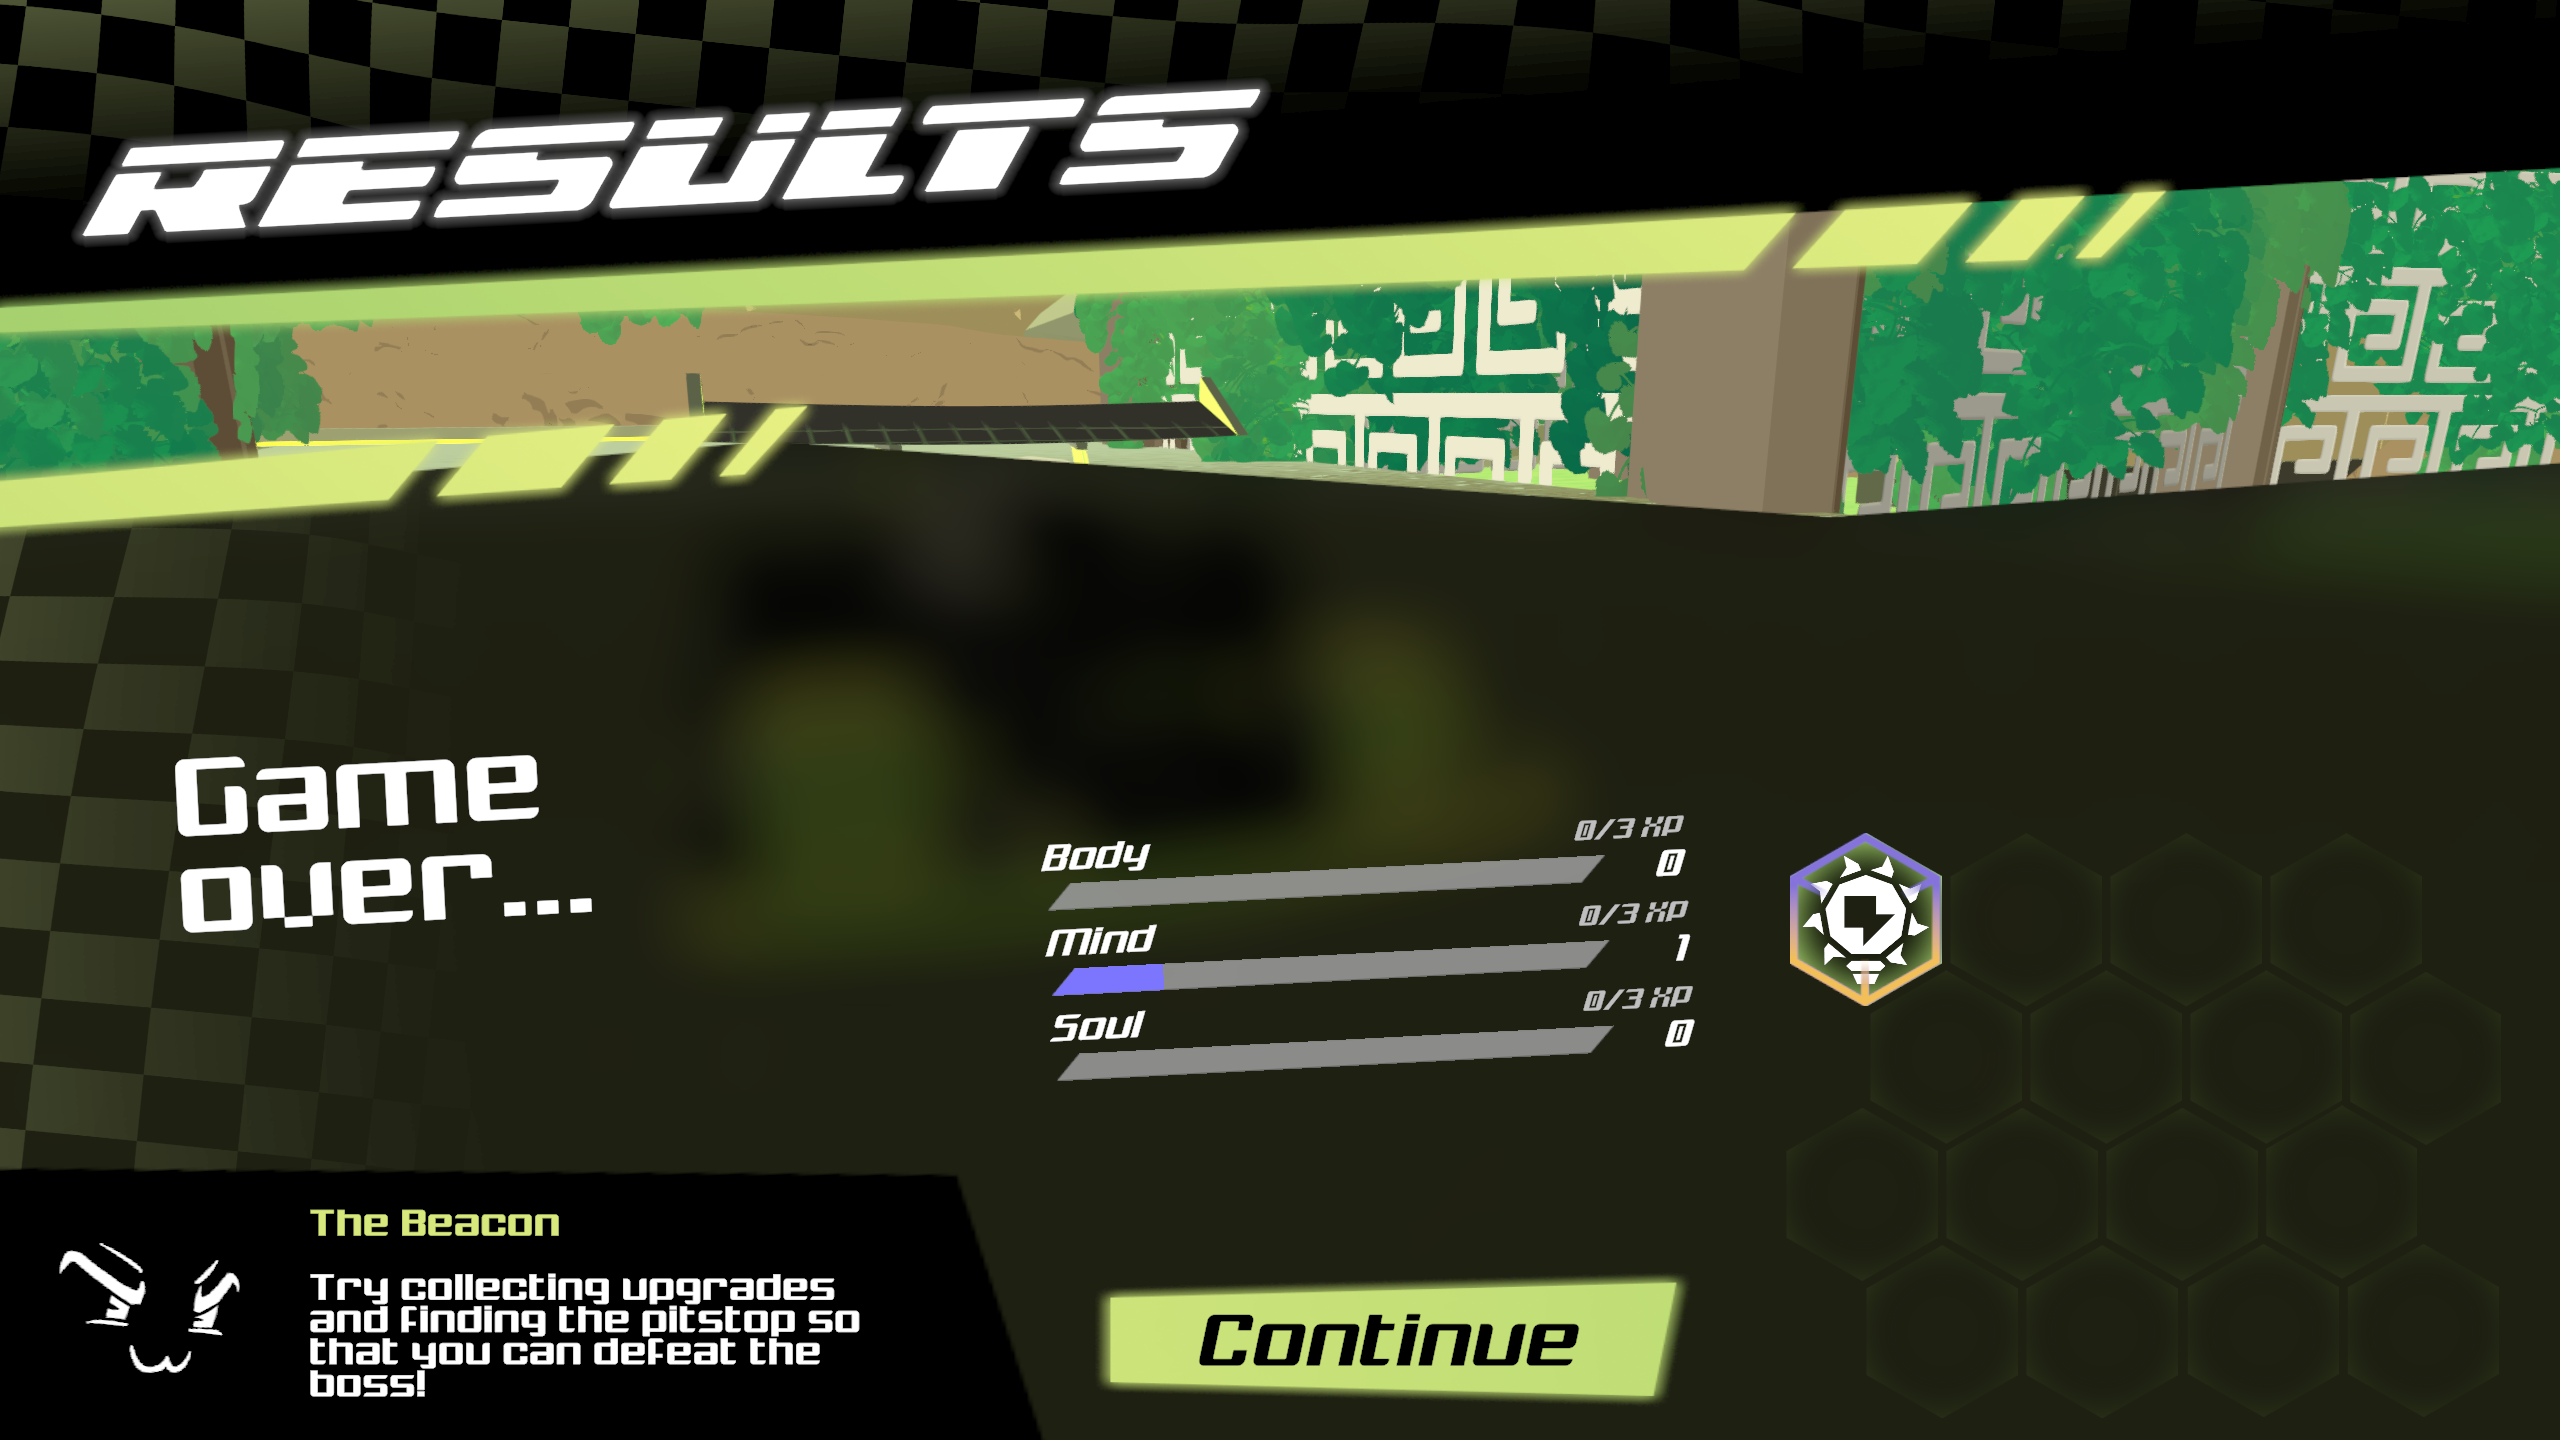 RESULTS
Game
over...
0/3 XP
Body
0
0/3 XP
Mind
1
0/3 XP
Soul
0
The Beacon
Try collecting upgrades
and finding the pitstop so
that you can defeat the
boss!
Continue